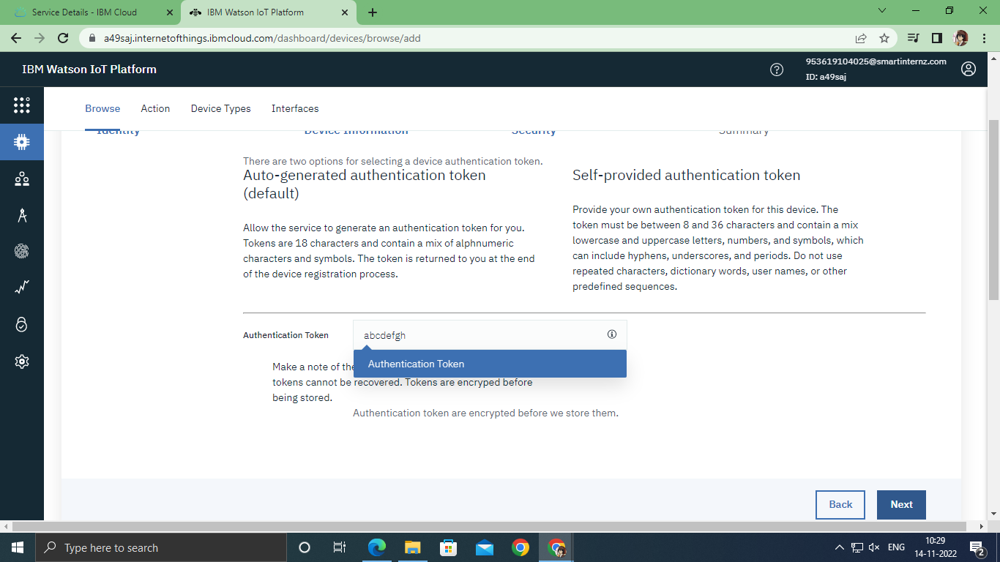 Service Details - IBM Cloud
IBM Watson IoT Platform
a49saj.internetofthings.ibmcloud.com/dashboard/devices/browse/add
IBM Watson IoT Platform
953619104025@smartinternz.com
ID: a49saj
Browse Action Device Types Interfaces
Identity Device Information Security Summary
There are two options for selecting a device authentication token.
Auto-generated authentication token
(default)
Allow the service to generate an authentication token for you.
Tokens are 18 characters and contain a mix of alphnumeric
characters and symbols. The token is returned to you at the end
of the device registration process.
Self-provided authentication token
Provide your own authentication token for this device. The
token must be between 8 and 36 characters and contain a mix
lowercase and uppercase letters, numbers, and symbols, which
can include hyphens, underscores, and periods. Do not use
repeated characters, dictionary words, user names, or other
predefined sequences.
Authentication Token
abcdefgh
Authentication Token
Make a note of the
tokens cannot be recovered. Tokens are encryped before
being stored.
Authentication token are encrypted before we store them.
Back
Next
Type here to search
ENG
10:29
14-11-2022
2